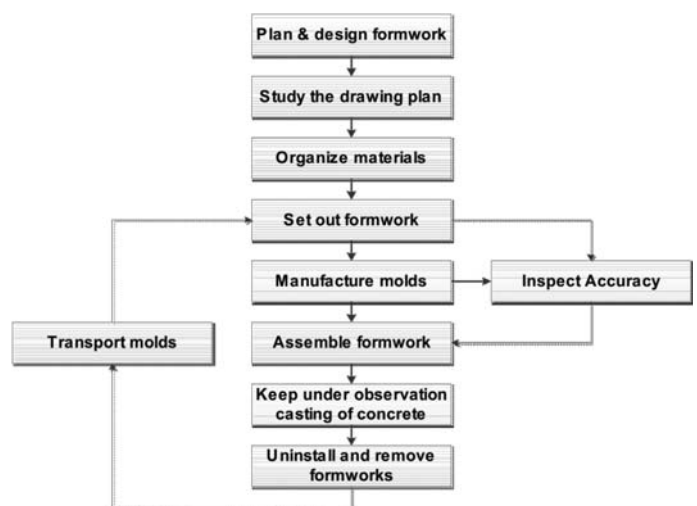 Plan & design formwork
Study the drawing plan
Organize materials
Set out formwork
Manufacture molds
Inspect Accuracy
Transport molds
Assemble formwork
Keep under observation
casting of concrete
Uninstall and remove
formworks